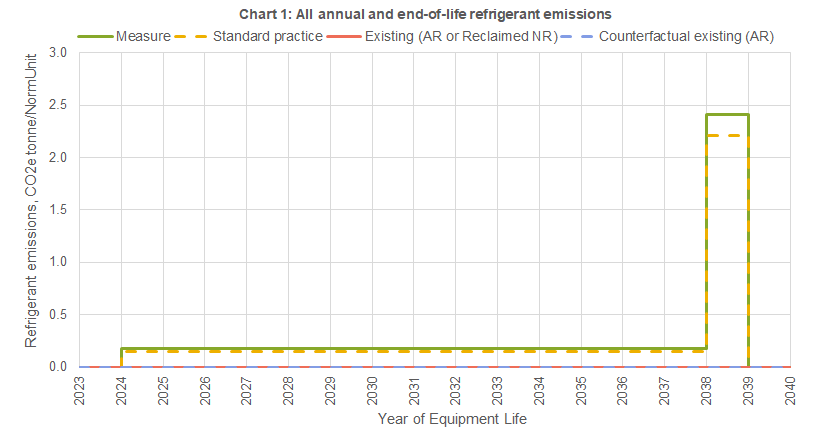 Chart 1: All annual and end-of-life refrigerant emissions
Measure Standard practice Existing (AR or Reclaimed NR) Counterfactual existing (AR)
Refrigerant emissions, CO2e tonne/NormUnit
3.0
2.5
2.0
1.5
1.0
0.5
0.0
2023 2024 2025 2026 2027 2028 2029 2030 2031 2032 2033 2034 2035 2036 2037 2038 2039 2040
Year of Equipment Life